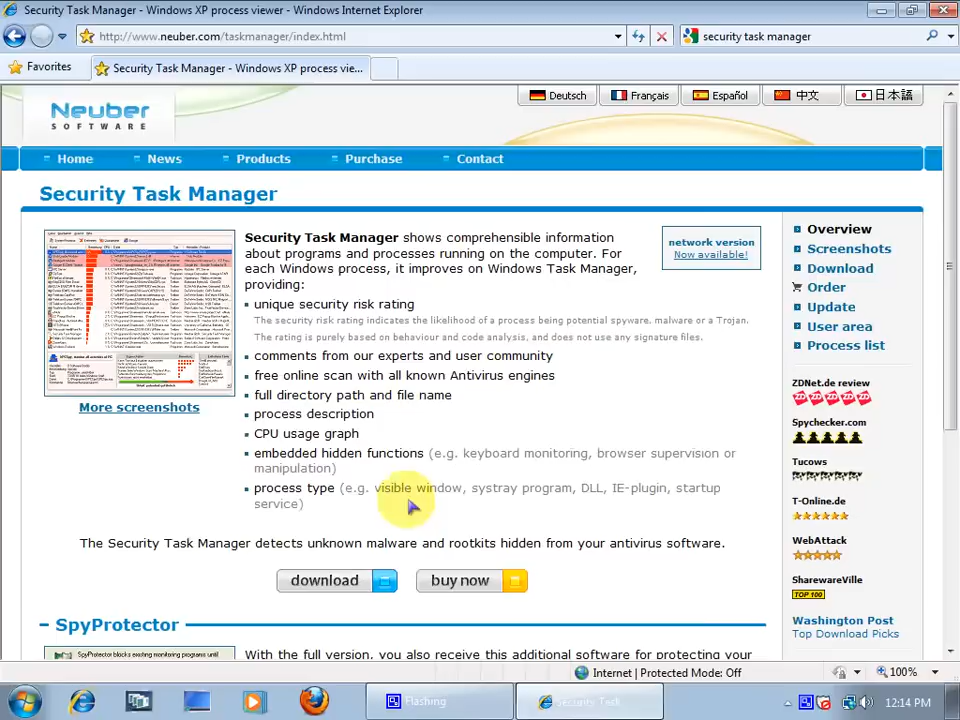 Security Task Manager - Windows XP process viewer - Windows Internet Explorer
http://www.neuber.com/taskmanager/index.html
security task manager
Favorites
Security Task Manager - Windows XP process vie...
Neuber
SOFTWARE
Deutsch
Français
Español
中文
日本語
Home
News
Products
Purchase
Contact
Security Task Manager
Security Task Manager shows comprehensible information
about programs and processes running on the computer. For
each Windows process, it improves on Windows Task Manager,
providing:
unique security risk rating
The security risk rating indicates the likelihood of a process being potential spyware, malware or a Trojan.
The rating is purely based on behaviour and code analysis, and does not use any signature files.
comments from our experts and user community
free online scan with all known Antivirus engines
full directory path and file name
process description
CPU usage graph
embedded hidden functions (e.g. keyboard monitoring, browser supervision or
manipulation)
process type (e.g. visible window, systray program, DLL, IE-plugin, startup
service)
network version
Now available!
More screenshots
The Security Task Manager detects unknown malware and rootkits hidden from your antivirus software.
download
buy now
SpyProtector
SpyProtector blocks existing monitoring programs until
With the full version, you also receive this additional software for protecting your
Overview
Screenshots
Download
Order
Update
User area
Process list
ZDNet.de review
Spychecker.com
Tucows
T-Online.de
WebAttack
SharewareVille
TOP 100
Washington Post
Top Download Picks
Internet | Protected Mode: Off
100%
Flashing
Security Task
12:14 PM